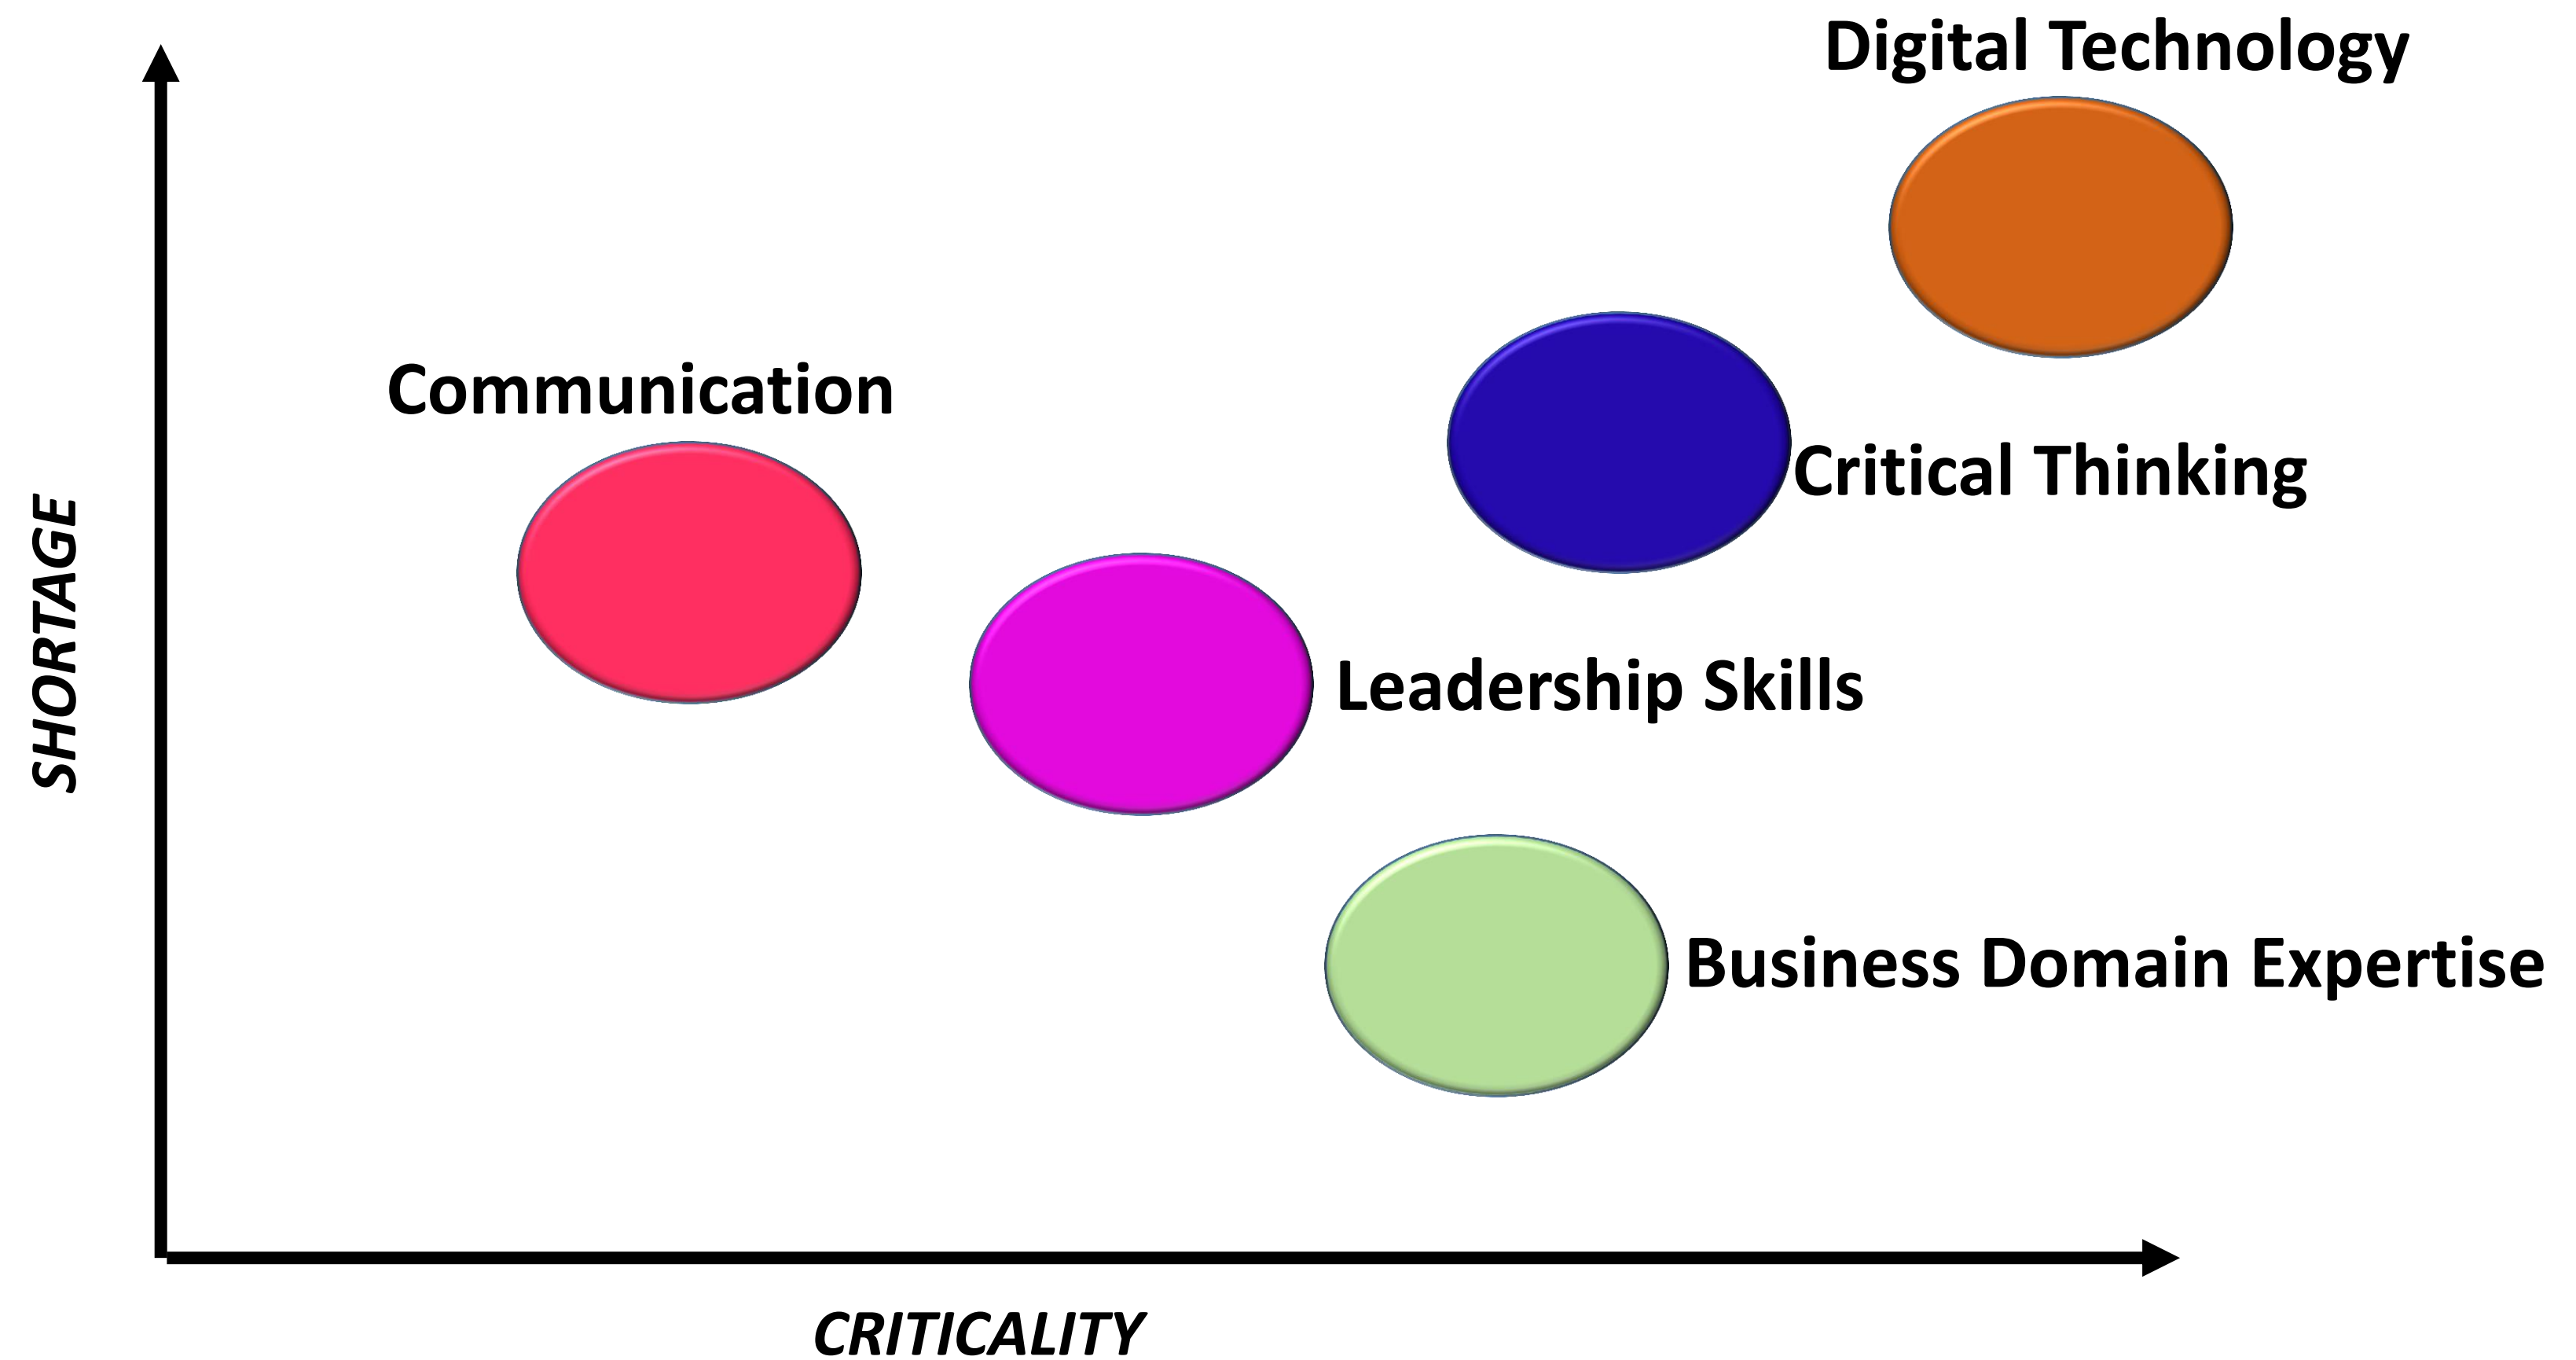 Digital Technology
Communication
Critical Thinking
SHORTAGE
Leadership Skills
Business Domain Expertise
CRITICALITY